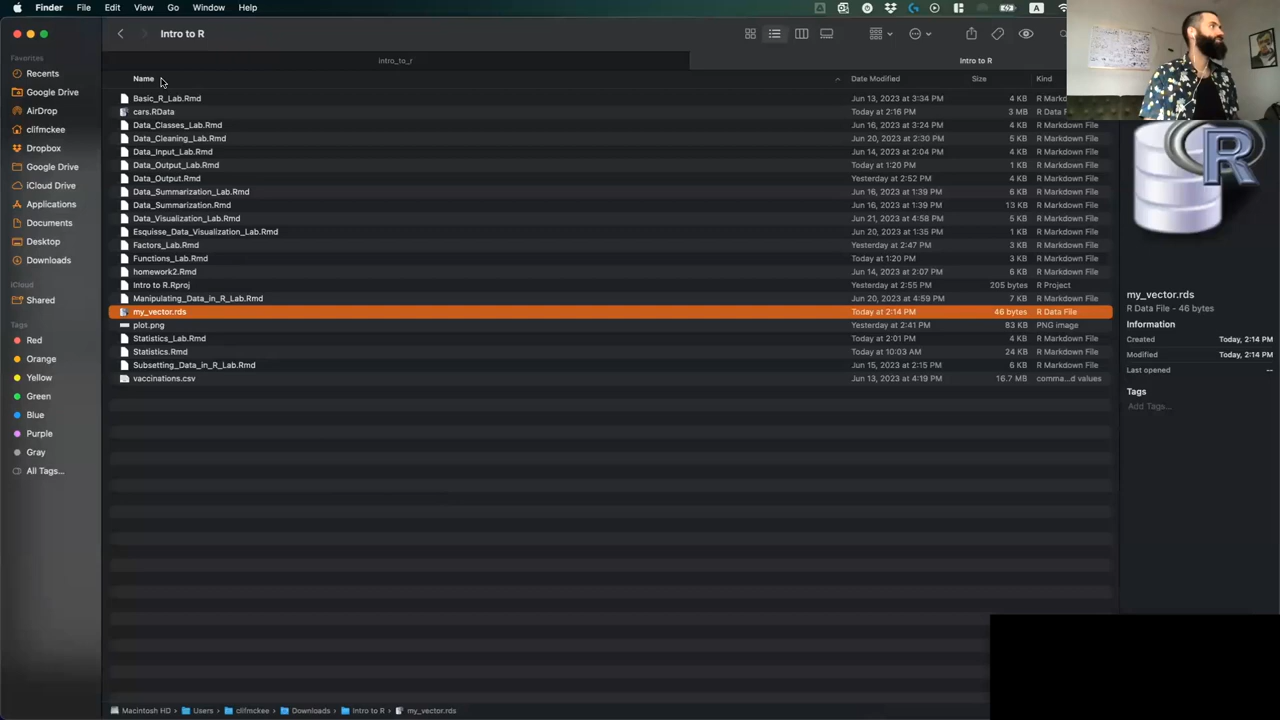 Finder File Edit View Go Window Help
A
Intro to R
intro_to_r
Intro to R
Favorites
Recents
Google Drive
AirDrop
clifmckee
Dropbox
Google Drive
iCloud Drive
Applications
Documents
Desktop
Downloads
iCloud
Shared
Tags
Red
Orange
Yellow
Green
Blue
Purple
Gray
All Tags...
Name Date Modified Size Kind
Basic_R_Lab.Rmd Jun 13, 2023 at 3:34 PM 4 KB R Marko
cars.RData Today at 2:16 PM 3 MB R Data F
Data_Classes_Lab.Rmd Jun 16, 2023 at 3:24 PM 4 KB R Markdown File
Data_Cleaning_Lab.Rmd Jun 20, 2023 at 2:30 PM 5 KB R Markdown File
Data_Input_Lab.Rmd Jun 14, 2023 at 2:04 PM 4 KB R Markdown File
Data_Output_Lab.Rmd Today at 1:20 PM 1 KB R Markdown File
Data_Output.Rmd Yesterday at 2:52 PM 4 KB R Markdown File
Data_Summarization_Lab.Rmd Jun 16, 2023 at 1:39 PM 6 KB R Markdown File
Data_Summarization.Rmd Jun 16, 2023 at 1:39 PM 13 KB R Markdown File
Data_Visualization_Lab.Rmd Jun 21, 2023 at 4:58 PM 5 KB R Markdown File
Esquisse_Data_Visualization_Lab.Rmd Jun 20, 2023 at 1:35 PM 1 KB R Markdown File
Factors_Lab.Rmd Yesterday at 2:47 PM 3 KB R Markdown File
Functions_Lab.Rmd Today at 1:20 PM 3 KB R Markdown File
homework2.Rmd Jun 14, 2023 at 2:07 PM 6 KB R Markdown File
Intro to R.Rproj Yesterday at 2:55 PM 205 bytes R Project
Manipulating_Data_in_R_Lab.Rmd Jun 20, 2023 at 4:59 PM 7 KB R Markdown File
my_vector.rds Today at 2:14 PM 46 bytes R Data File
plot.png Yesterday at 2:41 PM 83 KB PNG image
Statistics_Lab.Rmd Today at 2:01 PM 4 KB R Markdown File
Statistics.Rmd Today at 10:03 AM 24 KB R Markdown File
Subsetting_Data_in_R_Lab.Rmd Jun 15, 2023 at 2:15 PM 6 KB R Markdown File
vaccinations.csv Jun 13, 2023 at 4:19 PM 16.7 MB comma...d values
R
my_vector.rds
R Data File - 46 bytes
Information
Created Today, 2:14 PM
Modified Today, 2:14 PM
Last opened --
Tags
Add Tags...
Macintosh HD › Users › clifmckee › Downloads › Intro to R › my_vector.rds